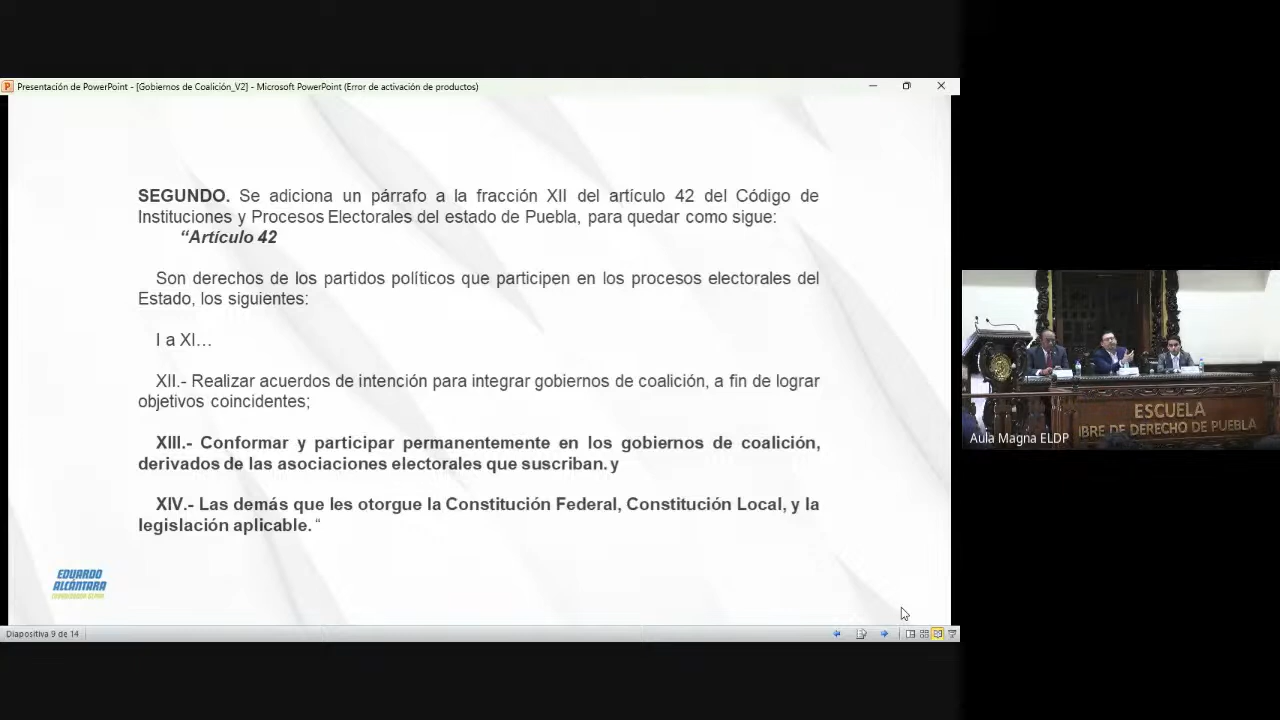 Presentación de PowerPoint - [Gobiernos de Coalición_V2] - Microsoft PowerPoint (Error de activación de productos)
SEGUNDO. Se adiciona un párrafo a la fracción XII del artículo 42 del Código de
Instituciones y Procesos Electorales del estado de Puebla, para quedar como sigue:
“Artículo 42
Son derechos de los partidos políticos que participen en los procesos electorales del
Estado, los siguientes:
I a XI…
XII.- Realizar acuerdos de intención para integrar gobiernos de coalición, a fin de lograr
objetivos coincidentes;
XIII.- Conformar y participar permanentemente en los gobiernos de coalición,
derivados de las asociaciones electorales que suscriban. y
XIV.- Las demás que les otorgue la Constitución Federal, Constitución Local, y la
legislación aplicable. “
EDUARDO
ALCÁNTARA
Diapositiva 9 de 14
ESCUELA
IBRE DE DERECHO DE PUEBLA
Aula Magna ELDP